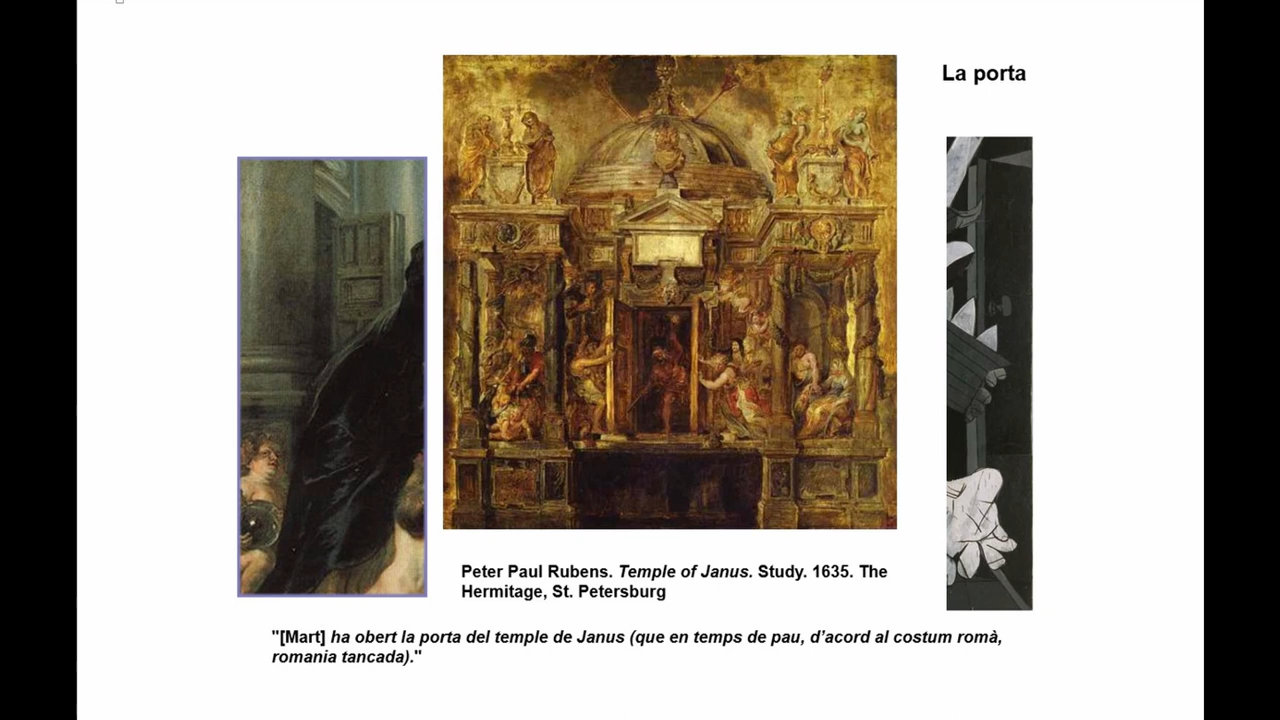 La porta
Peter Paul Rubens. Temple of Janus. Study. 1635. The
Hermitage, St. Petersburg
"[Mart] ha obert la porta del temple de Janus (que en temps de pau, d’acord al costum romà,
romania tancada)."